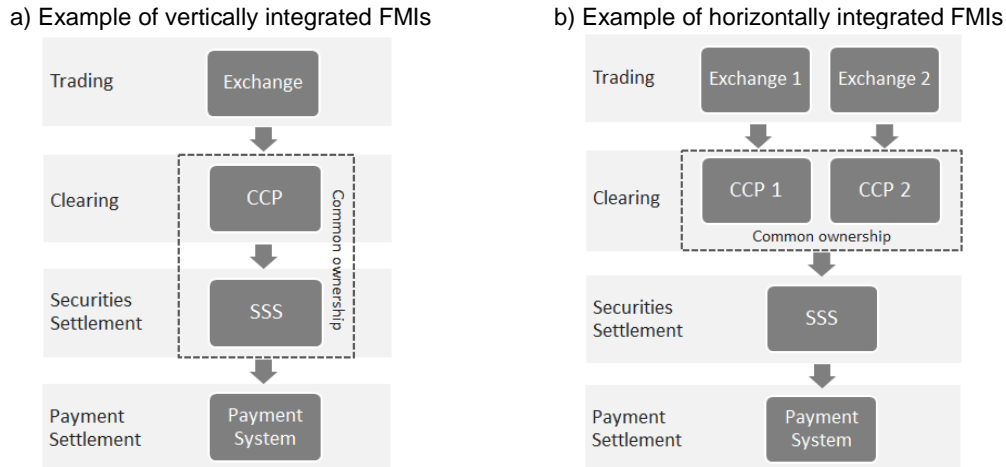 a) Example of vertically integrated FMIs
Trading
Exchange
Clearing
CCP
Common ownership
Securities
Settlement
SSS
Payment
Settlement
Payment
System
b) Example of horizontally integrated FMIs
Trading
Exchange 1
Exchange 2
Clearing
CCP 1
CCP 2
Common ownership
Securities
Settlement
SSS
Payment
Settlement
Payment
System